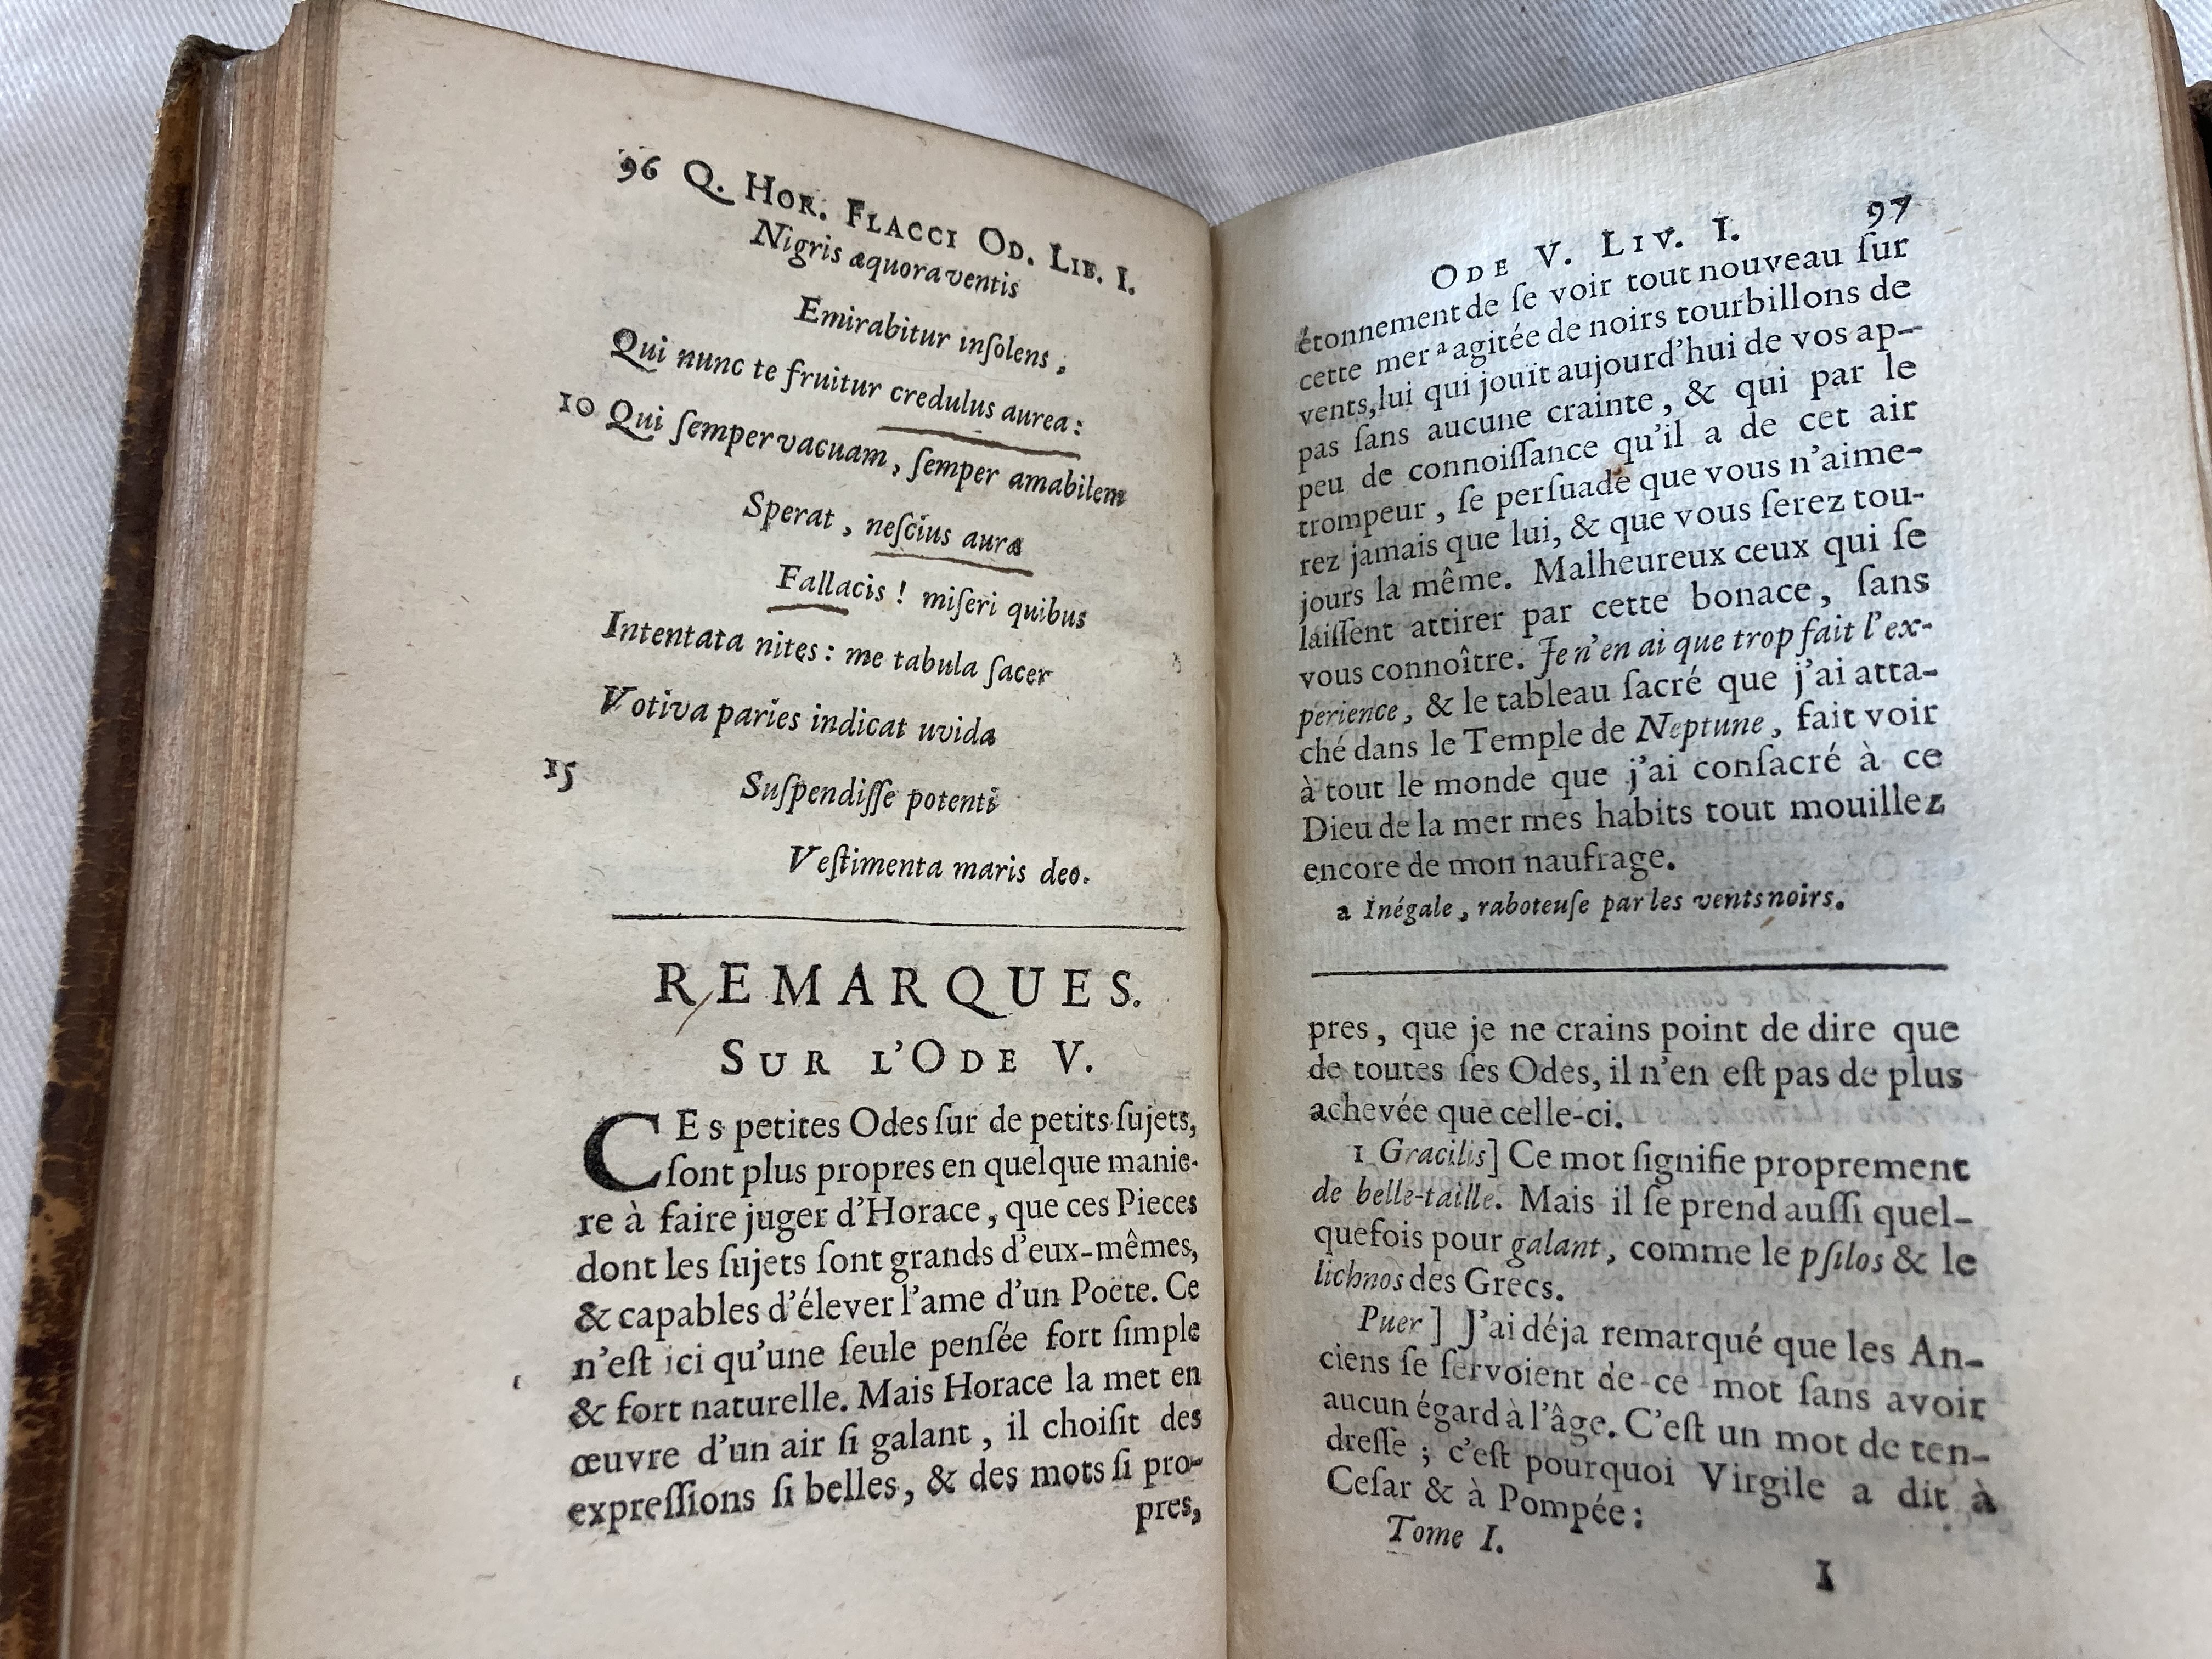 96 Q. HOR. FLACCI OD. LIB. I.
Nigris æquora ventis
Emirabitur inſolens,
Qui nunc te fruitur credulus aurea:
10 Qui ſemper vacuam, ſemper amabilem
Sperat, neſcius auræ
Fallacis! miſeri quibus
Intentata nites: me tabula ſacer
Votiva paries indicat uvida
15 Suſpendiſſe potenti
Veſtimenta maris deo.
REMARQUES.
SUR L'ODE V.
CEs petites Odes ſur de petits ſujets,
ſont plus propres en quelque manie-
re à faire juger d'Horace, que ces Pieces
dont les ſujets ſont grands d'eux-mêmes,
& capables d'élever l'ame d'un Poëte. Ce
n'eſt ici qu'une ſeule penſée fort ſimple
& fort naturelle. Mais Horace la met en
œuvre d'un air ſi galant, il choiſit des
expreſſions ſi belles, & des mots ſi pro-
pres,
ODE V. LIV. I. 97
étonnement de ſe voir tout nouveau ſur
cette mer a agitée de noirs tourbillons de
vents, lui qui jouit aujourd'hui de vos ap-
pas ſans aucune crainte, & qui par le
peu de connoiſſance qu'il a de cet air
trompeur, ſe perſuade que vous n'aime-
rez jamais que lui, & que vous ſerez tou-
jours la même. Malheureux ceux qui ſe
laiſſent attirer par cette bonace, ſans
vous connoître. Je n'en ai que trop fait l'ex-
perience, & le tableau ſacré que j'ai atta-
ché dans le Temple de Neptune, fait voir
à tout le monde que j'ai conſacré à ce
Dieu de la mer mes habits tout mouillez
encore de mon naufrage.
a Inégale, raboteuſe par les vents noirs.
pres, que je ne crains point de dire que
de toutes ſes Odes, il n'en eſt pas de plus
achevée que celle-ci.
1 Gracilis] Ce mot ſignifie proprement
de belle-taille. Mais il ſe prend auſſi quel-
quefois pour galant, comme le pſilos & le
lichnos des Grecs.
Puer] J'ai déja remarqué que les An-
ciens ſe ſervoient de ce mot ſans avoir
aucun égard à l'âge. C'eſt un mot de ten-
dreſſe; c'eſt pourquoi Virgile a dit à
Ceſar & à Pompée:
Tome I.
I